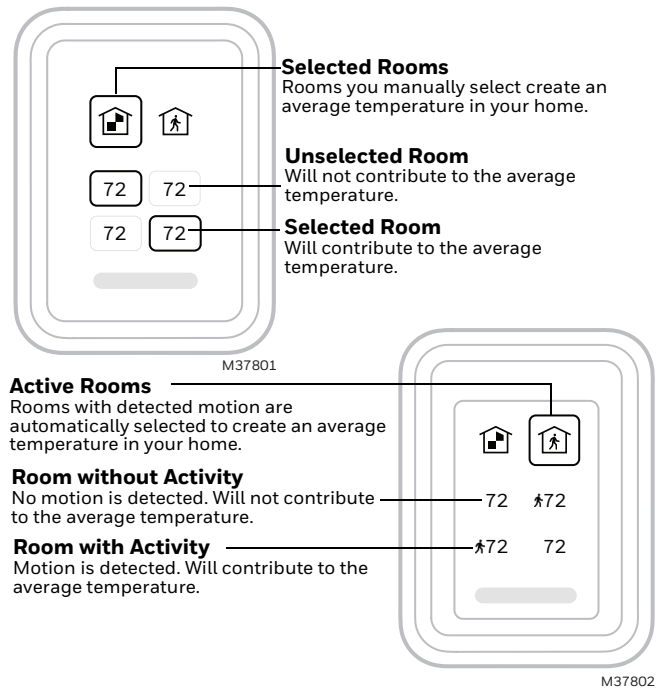 Selected Rooms
Rooms you manually select create an
average temperature in your home.
Unselected Room
Will not contribute to the average
temperature.
72 72
Selected Room
Will contribute to the average
temperature.
72 72
M37801
Active Rooms
Rooms with detected motion are
automatically selected to create an average
temperature in your home.
Room without Activity
No motion is detected. Will not contribute
to the average temperature.
72 72
Room with Activity
Motion is detected. Will contribute to the
average temperature.
72 72
M37802